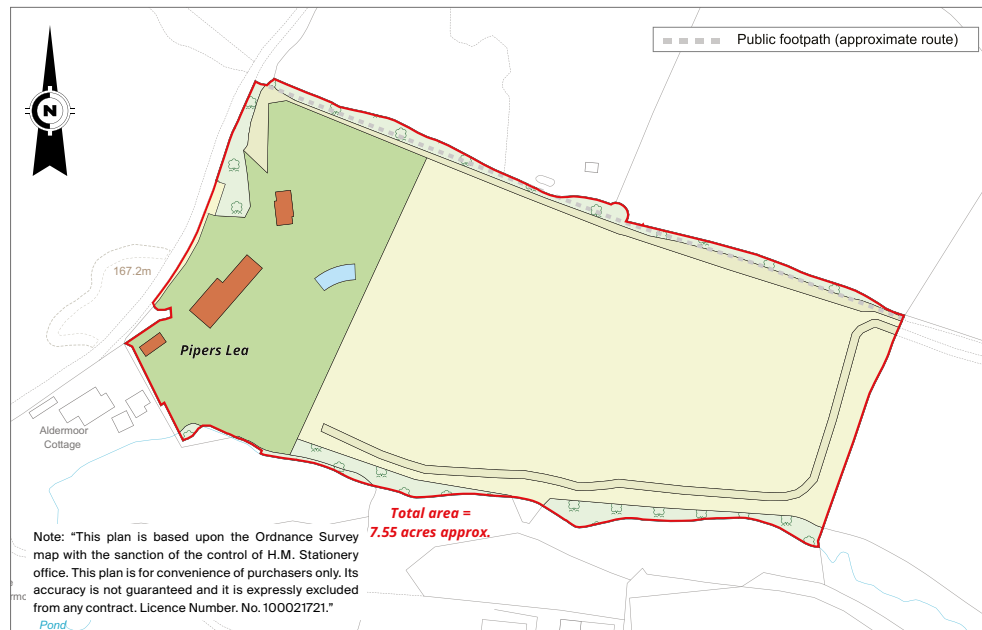 Public footpath (approximate route)
N
167.2m
Pipers Lea
Aldermoor
Cottage
Total area =
7.55 acres approx.
Note: “This plan is based upon the Ordnance Survey
map with the sanction of the control of H.M. Stationery
office. This plan is for convenience of purchasers only. Its
accuracy is not guaranteed and it is expressly excluded
from any contract. Licence Number. No. 100021721.”
Pond